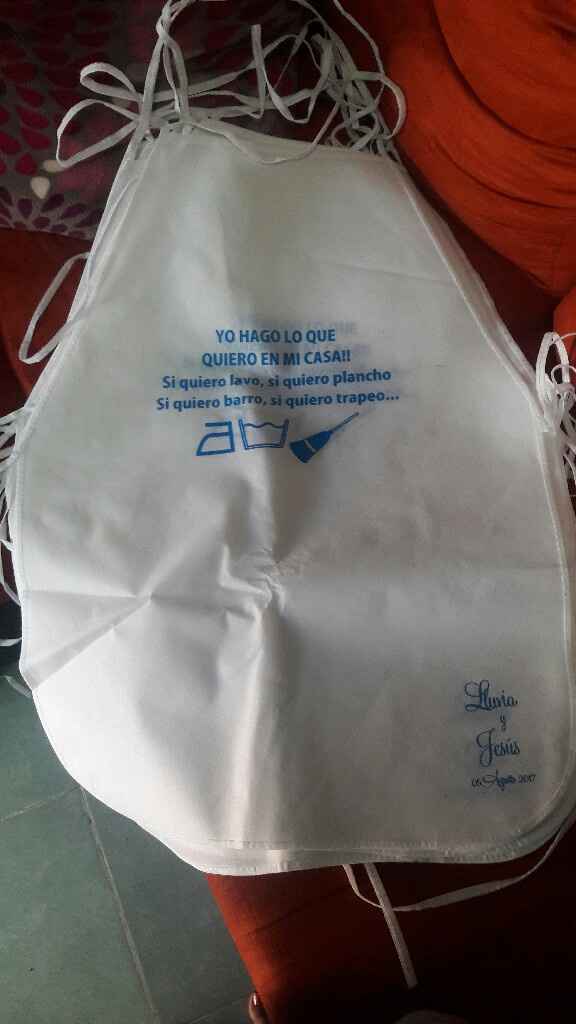 YO HAGO LO QUE
QUIERO EN MI CASA!!
Si quiero lavo, si quiero plancho
Si quiero barro, si quiero trapeo...
Lluvia
y
Jesús
05 Agosto 2017